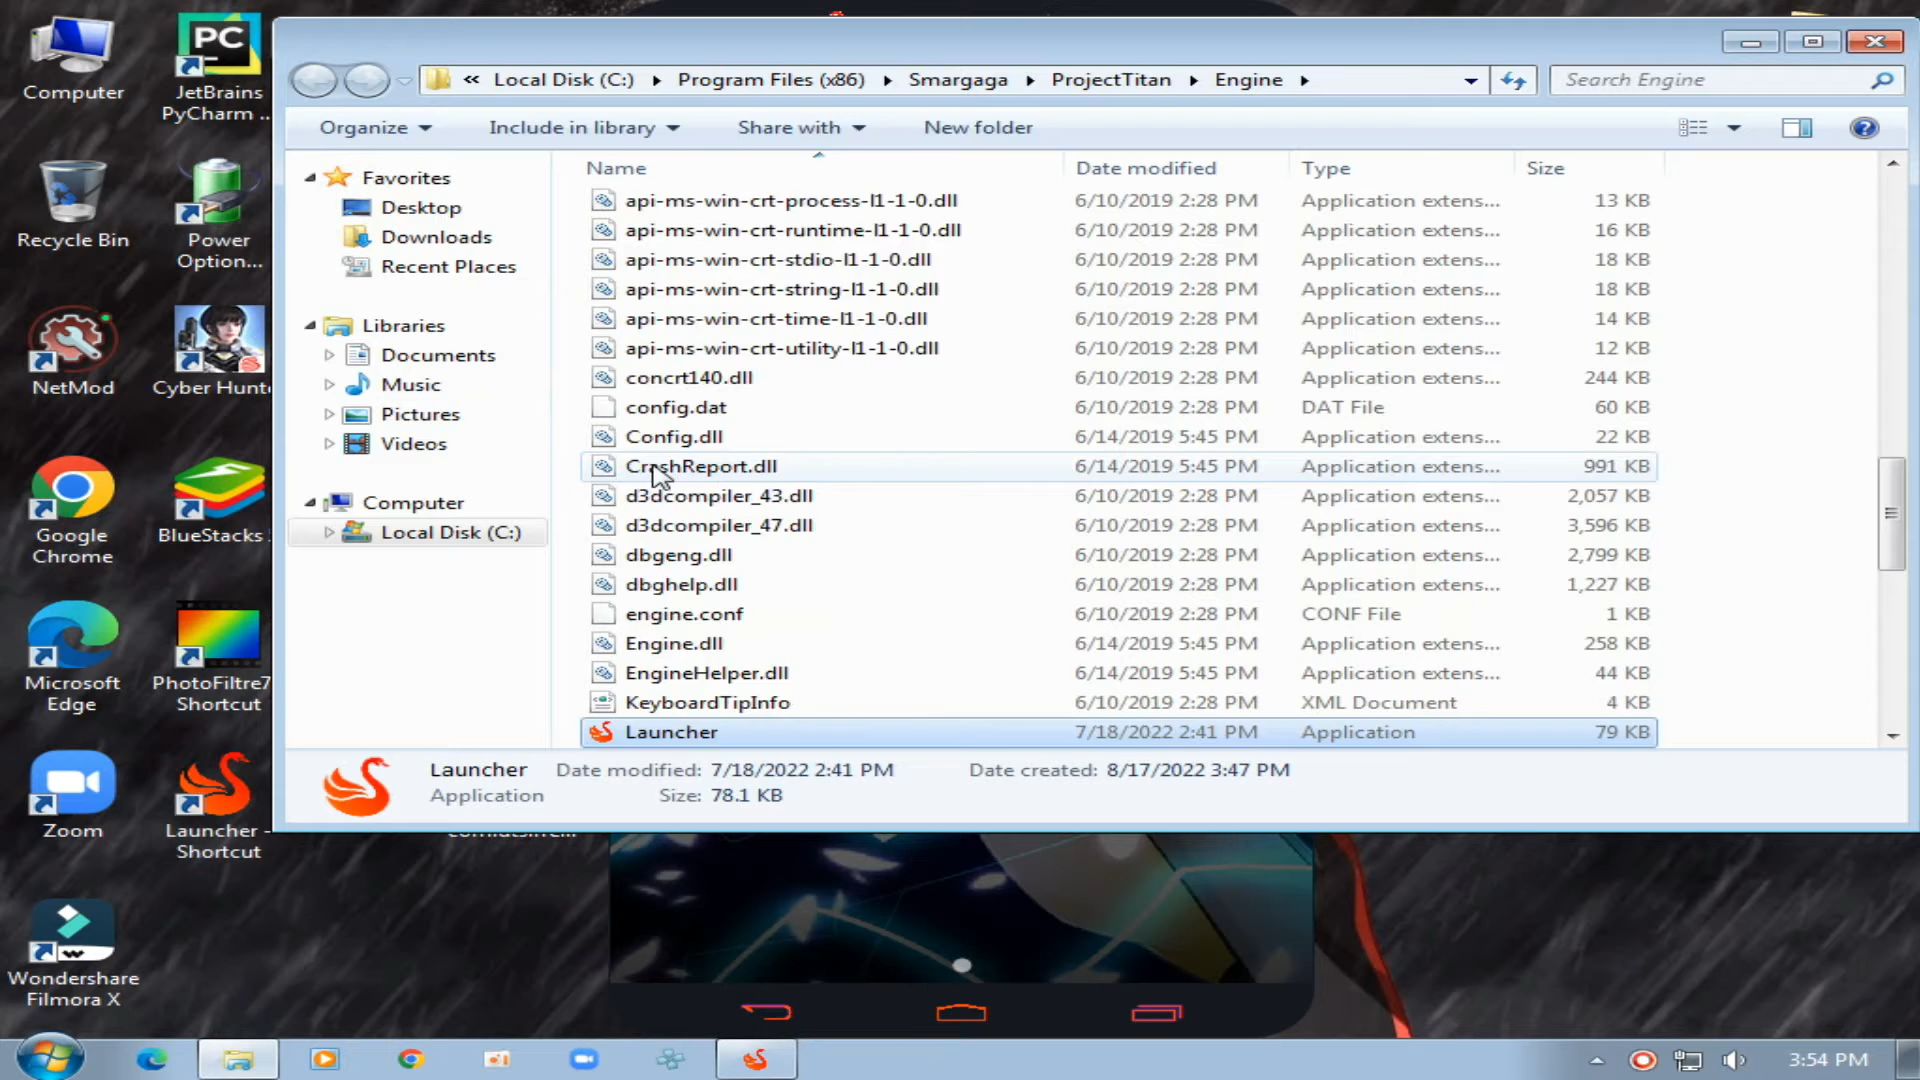 Computer
PC
JetBrains
PyCharm ...
Recycle Bin
Power
Option...
NetMod
Cyber Hunte
Google
Chrome
BlueStacks
Microsoft
Edge
PhotoFiltre7
Shortcut
Zoom
Launcher -
Shortcut
Wondershare
Filmora X
« Local Disk (C:) Program Files (x86) Smargaga ProjectTitan Engine
Search Engine
Organize Include in library Share with New folder
Favorites
Desktop
Downloads
Recent Places
Libraries
Documents
Music
Pictures
Videos
Computer
Local Disk (C:)
Name Date modified Type Size
api-ms-win-crt-process-l1-1-0.dll 6/10/2019 2:28 PM Application extens... 13 KB
api-ms-win-crt-runtime-l1-1-0.dll 6/10/2019 2:28 PM Application extens... 16 KB
api-ms-win-crt-stdio-l1-1-0.dll 6/10/2019 2:28 PM Application extens... 18 KB
api-ms-win-crt-string-l1-1-0.dll 6/10/2019 2:28 PM Application extens... 18 KB
api-ms-win-crt-time-l1-1-0.dll 6/10/2019 2:28 PM Application extens... 14 KB
api-ms-win-crt-utility-l1-1-0.dll 6/10/2019 2:28 PM Application extens... 12 KB
concrt140.dll 6/10/2019 2:28 PM Application extens... 244 KB
config.dat 6/10/2019 2:28 PM DAT File 60 KB
Config.dll 6/14/2019 5:45 PM Application extens... 22 KB
CrashReport.dll 6/14/2019 5:45 PM Application extens... 991 KB
d3dcompiler_43.dll 6/10/2019 2:28 PM Application extens... 2,057 KB
d3dcompiler_47.dll 6/10/2019 2:28 PM Application extens... 3,596 KB
dbgeng.dll 6/10/2019 2:28 PM Application extens... 2,799 KB
dbghelp.dll 6/10/2019 2:28 PM Application extens... 1,227 KB
engine.conf 6/10/2019 2:28 PM CONF File 1 KB
Engine.dll 6/14/2019 5:45 PM Application extens... 258 KB
EngineHelper.dll 6/14/2019 5:45 PM Application extens... 44 KB
KeyboardTipInfo 6/10/2019 2:28 PM XML Document 4 KB
Launcher 7/18/2022 2:41 PM Application 79 KB
Launcher Date modified: 7/18/2022 2:41 PM Date created: 8/17/2022 3:47 PM
Application Size: 78.1 KB
3:54 PM